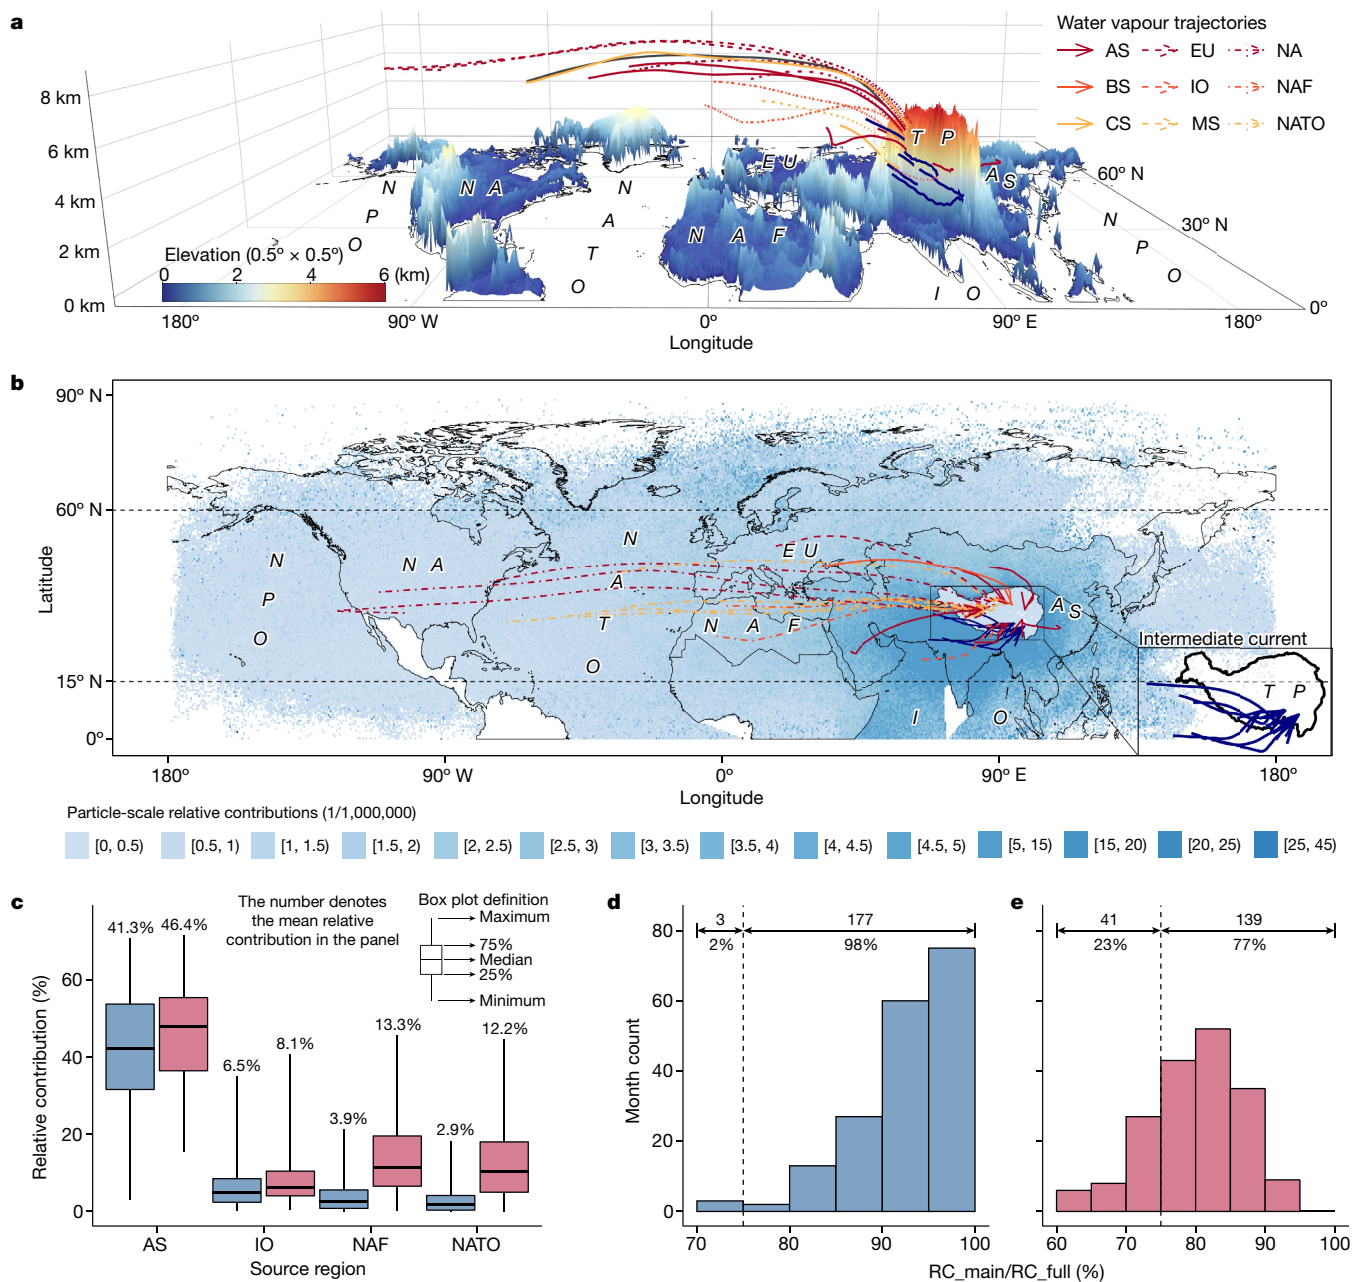 a
Water vapour trajectories
AS EU NA
BS IO NAF
CS MS NATO
8 km
6 km
4 km
2 km
0 km
N P O
N A
N A T O
E U
N A F
T P
A S
I O
N P O
60° N
30° N
0°
Elevation (0.5° × 0.5°)
0 2 4 6 (km)
180° 90° W 0° 90° E 180°
Longitude
b
90° N
60° N
15° N
0°
Latitude
N P O
N A
N A T O
E U
N A F
A S
I O
Intermediate current
T P
180° 90° W 0° 90° E 180°
Longitude
Particle-scale relative contributions (1/1,000,000)
[0, 0.5) [0.5, 1) [1, 1.5) [1.5, 2) [2, 2.5) [2.5, 3) [3, 3.5) [3.5, 4) [4, 4.5) [4.5, 5) [5, 15) [15, 20) [20, 25) [25, 45)
c
The number denotes
the mean relative
contribution in the panel
Box plot definition
Maximum
75%
Median
25%
Minimum
41.3% 46.4%
6.5% 8.1%
3.9% 13.3%
2.9% 12.2%
Relative contribution (%)
60
40
20
0
AS IO NAF NATO
Source region
d
3 177
2% 98%
Month count
80
60
40
20
0
70 80 90 100
e
41 139
23% 77%
60 70 80 90 100
RC_main/RC_full (%)